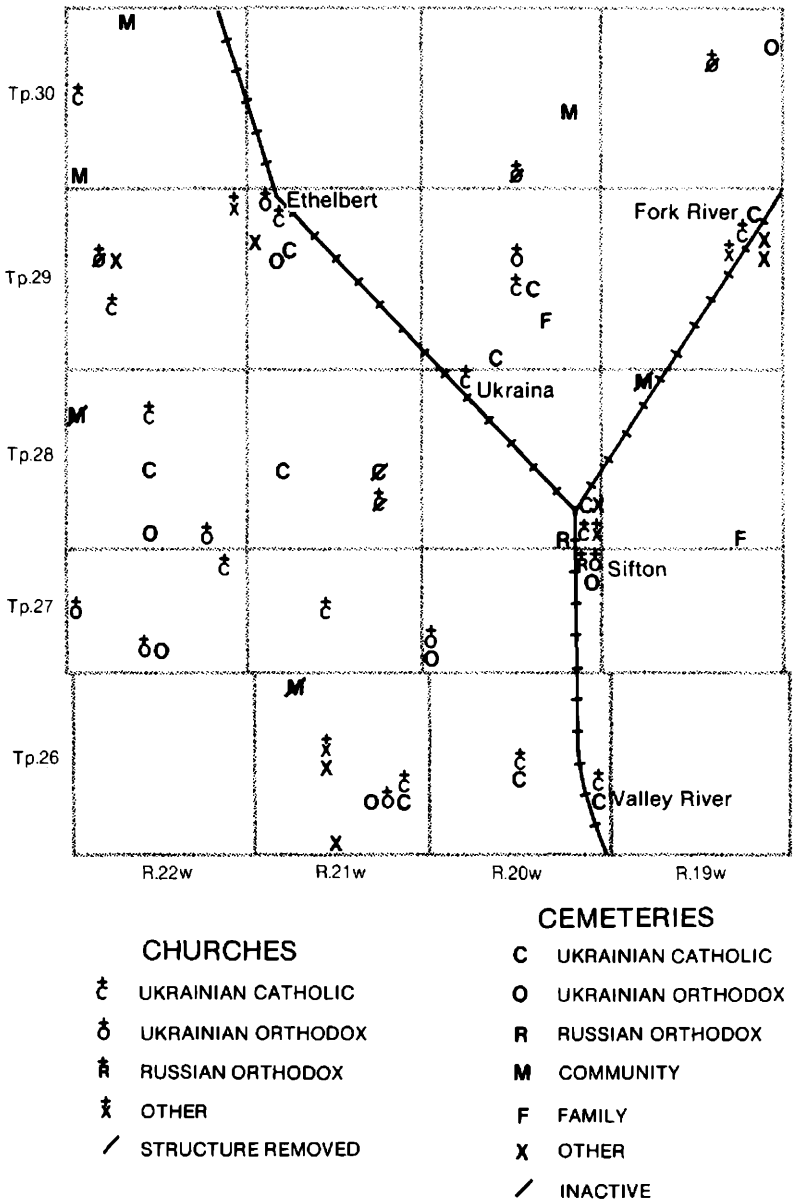 Tp.30
Ethelbert
Fork River
Tp.29
Ukraina
Tp.28
Sifton
Tp.27
Tp.26
Valley River
R.22w R.21w R.20w R.19w
CHURCHES
C UKRAINIAN CATHOLIC
O UKRAINIAN ORTHODOX
R RUSSIAN ORTHODOX
X OTHER
/ STRUCTURE REMOVED
CEMETERIES
C UKRAINIAN CATHOLIC
O UKRAINIAN ORTHODOX
R RUSSIAN ORTHODOX
M COMMUNITY
F FAMILY
X OTHER
/ INACTIVE